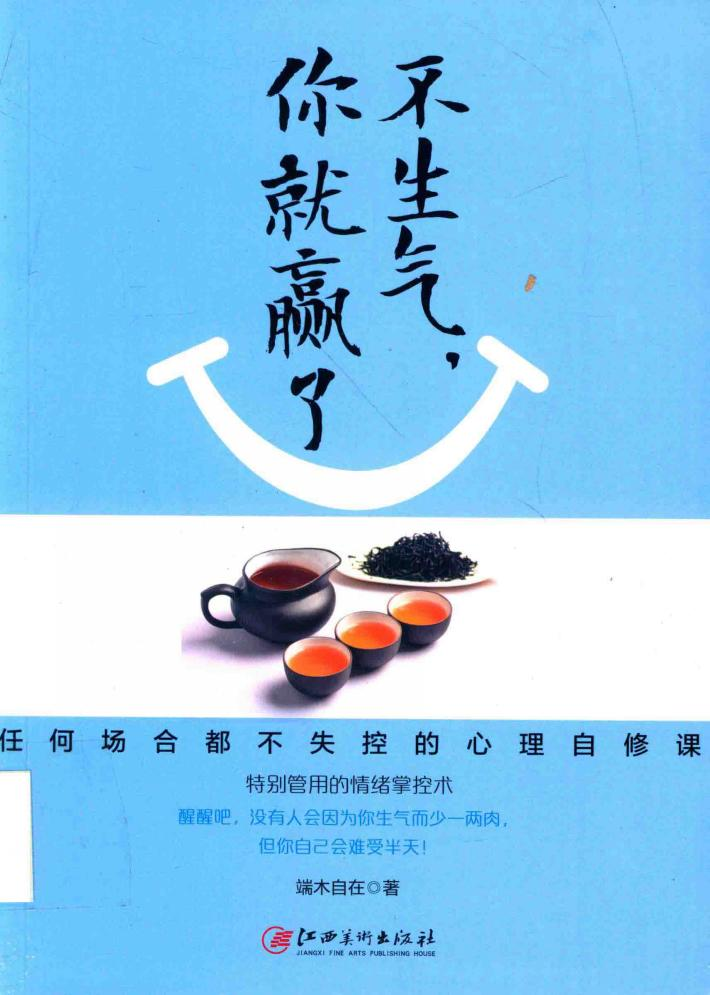 不生气，
你就赢了
任何场合都不失控的心理自修课
特别管用的情绪掌控术
醒醒吧，没有人会因为你生气而少一两肉，
但你自己会难受半天！
端木自在◎著
江西美术出版社
JIANGXI FINE ARTS PUBLISHING HOUSE